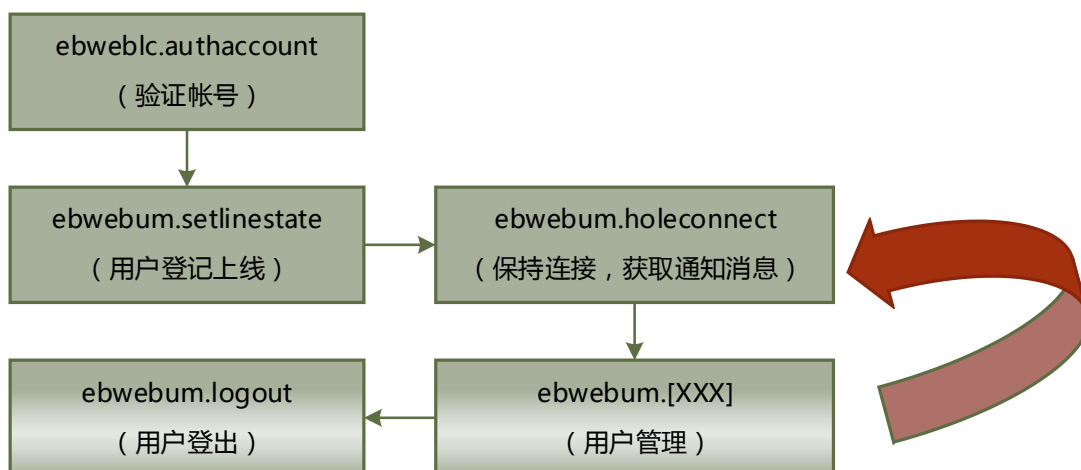 ebweblc.authaccount
（验证帐号）
ebwebum.setlinestate
（用户登记上线）
ebwebum.holeconnect
（保持连接，获取通知消息）
ebwebum.[XXX]
（用户管理）
ebwebum.logout
（用户登出）